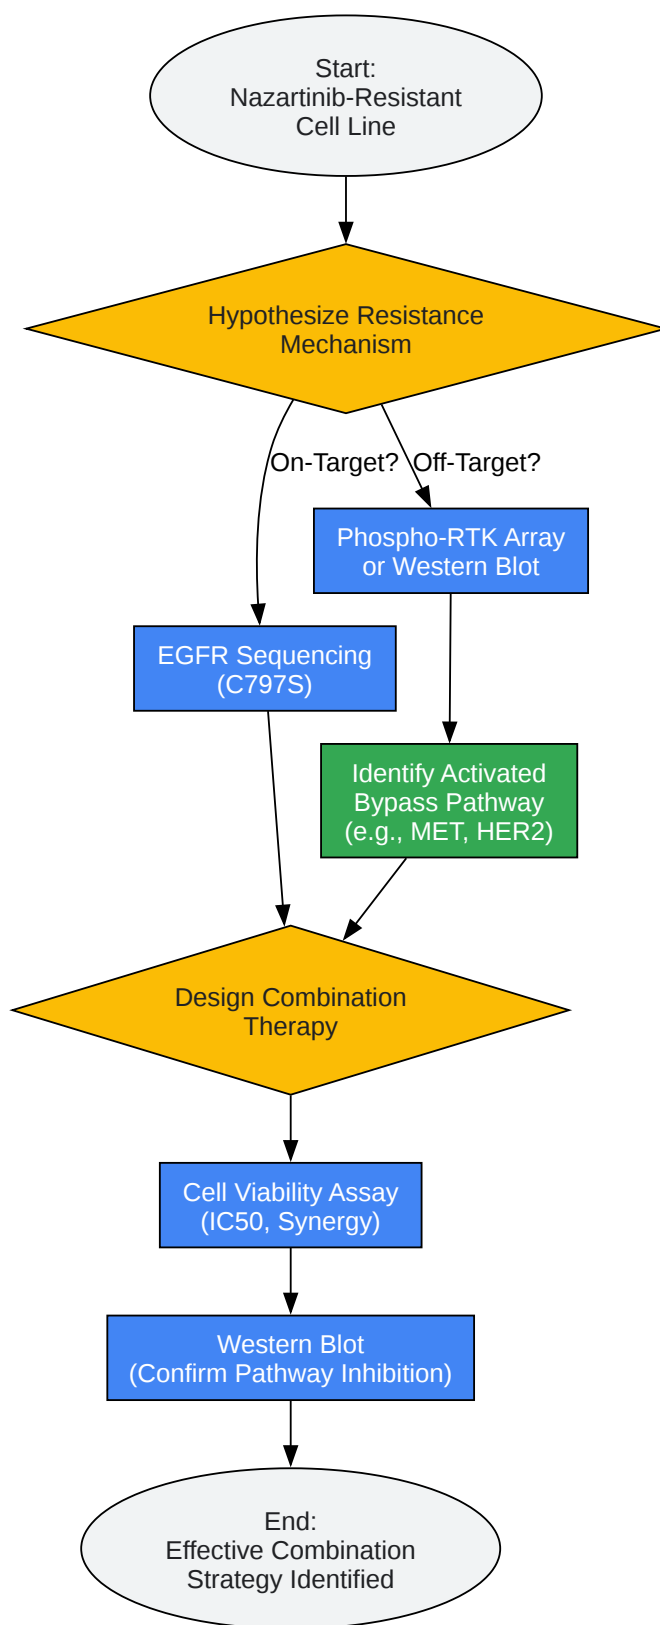 Start:
Nazartinib-Resistant
Cell Line
Hypothesize Resistance
Mechanism
On-Target?
Off-Target?
Phospho-RTK Array
or Western Blot
EGFR Sequencing
(C797S)
Identify Activated
Bypass Pathway
(e.g., MET, HER2)
Design Combination
Therapy
Cell Viability Assay
(IC50, Synergy)
Western Blot
(Confirm Pathway Inhibition)
End:
Effective Combination
Strategy Identified